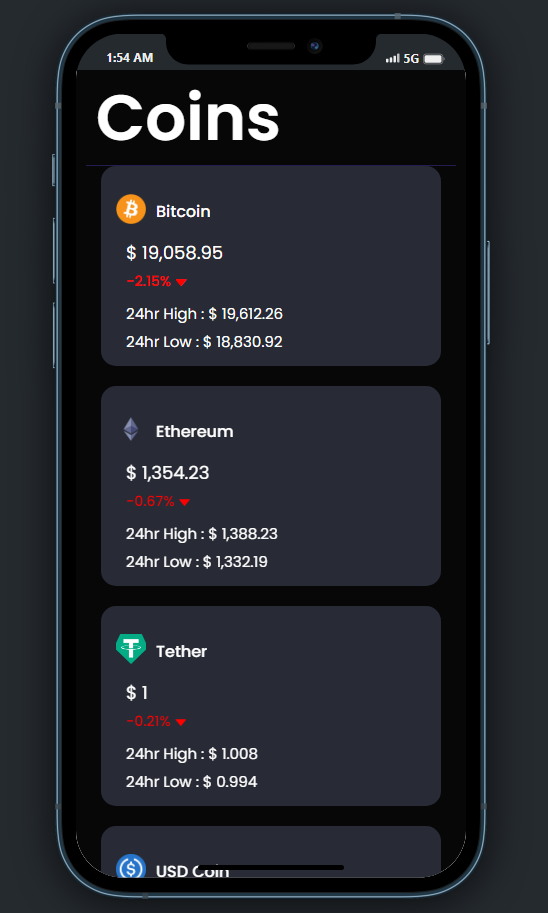 1:54 AM 5G
Coins
Bitcoin
$ 19,058.95
-2.15%
24hr High : $ 19,612.26
24hr Low : $ 18,830.92
Ethereum
$ 1,354.23
-0.67%
24hr High : $ 1,388.23
24hr Low : $ 1,332.19
Tether
$ 1
-0.21%
24hr High : $ 1.008
24hr Low : $ 0.994
USD Coin